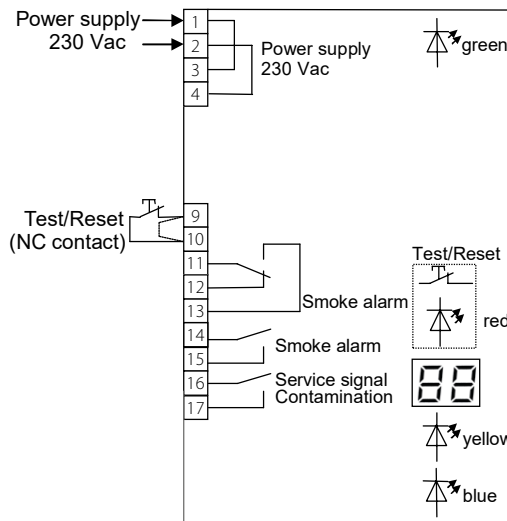 Power supply
230 Vac
1
2
3
4
Power supply
230 Vac
green
Test/Reset
(NC contact)
9
10
11
12
13
14
15
16
17
Smoke alarm
Smoke alarm
Service signal
Contamination
Test/Reset
red
88
yellow
blue